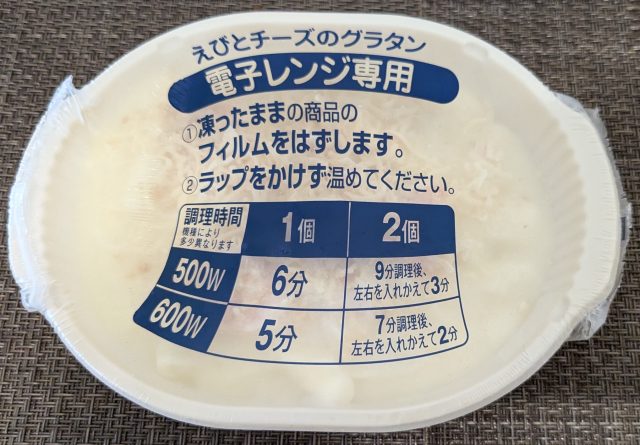 えびとチーズのグラタン
電子レンジ専用
①凍ったままの商品の
フィルムをはずします。
②ラップをかけず温めてください。
調理時間 1個 2個
機種により
多少異なります
500W 6分 9分調理後、
左右を入れかえて3分
600W 5分 7分調理後、
左右を入れかえて2分